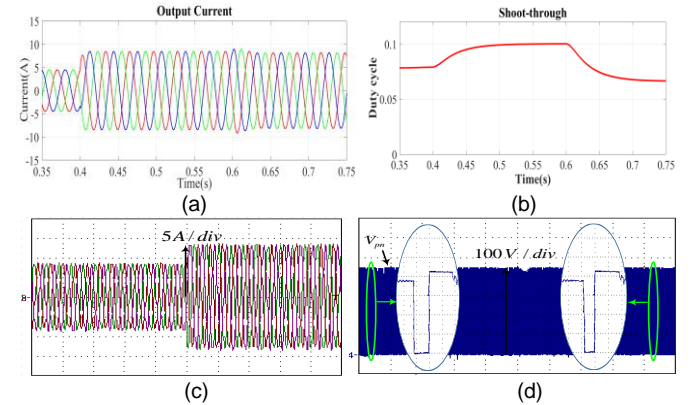 Output Current
Current(A)
15
10
5
0
-5
-10
-15
0.35
0.4
0.45
0.5
0.55
0.6
0.65
0.7
0.75
Time(s)
(a)
Shoot-through
Duty cycle
0.1
0.05
0
0.35
0.4
0.45
0.5
0.55
0.6
0.65
0.7
0.75
Time(s)
(b)
5A / div
(c)
V_pn
100V / div
4
(d)